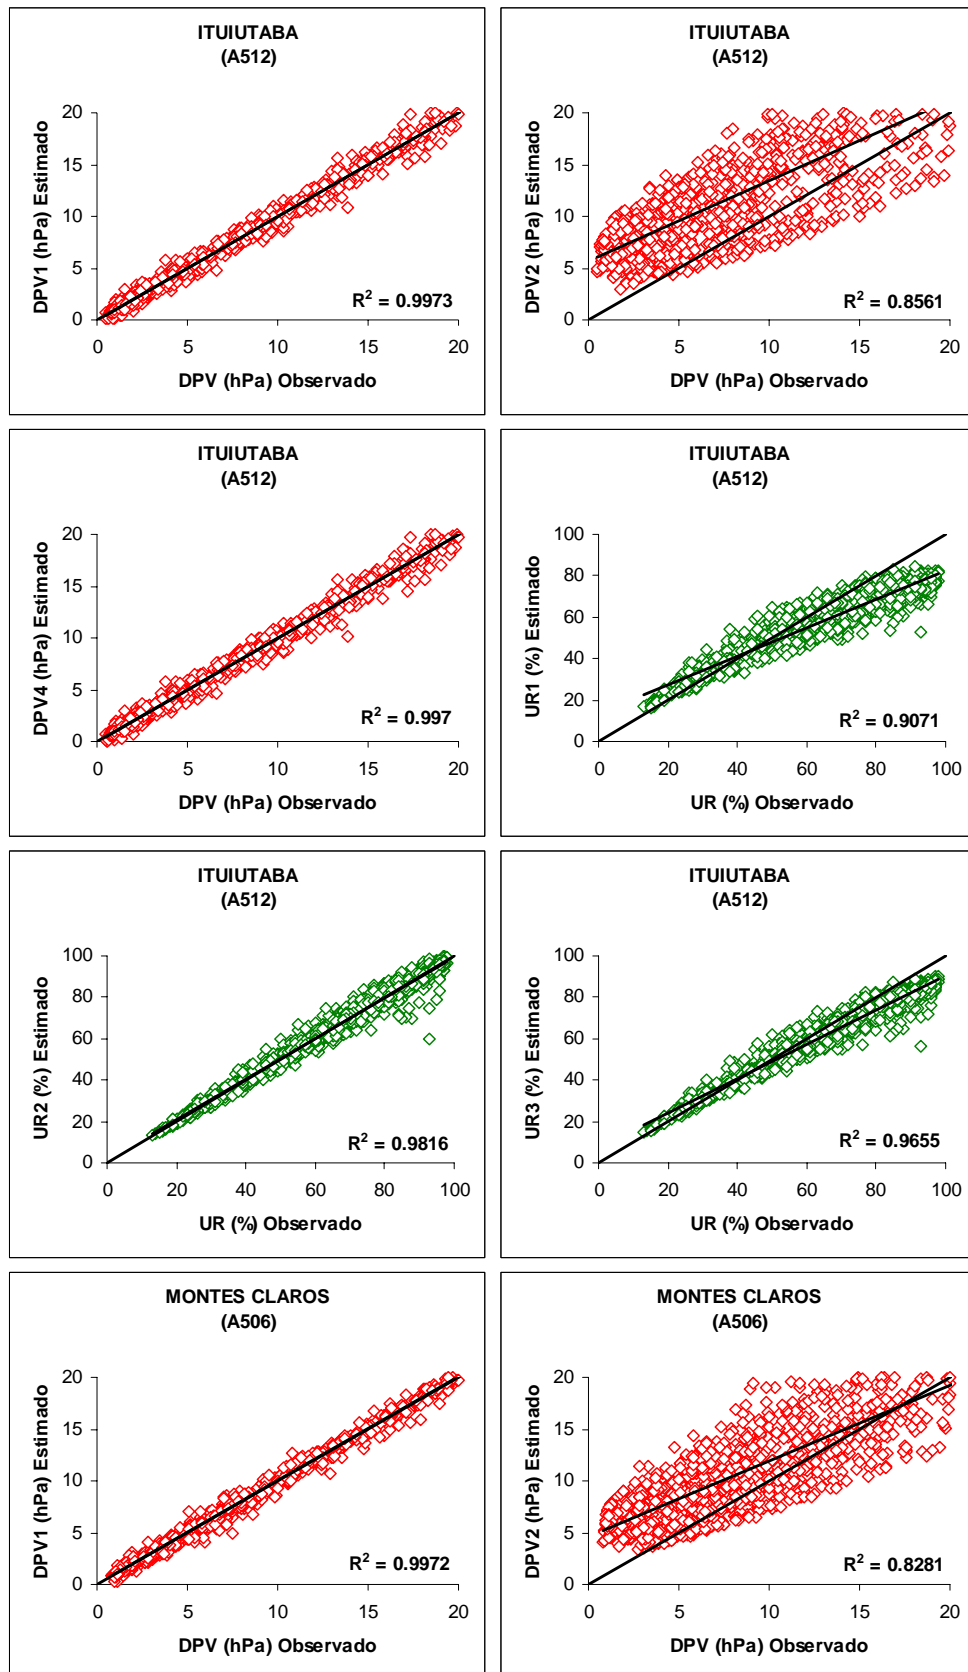 ITUIUTABA
(A512)
20
15
10
5
0
DPV1 (hPa) Estimado
R² = 0.9973
0 5 10 15 20
DPV (hPa) Observado
ITUIUTABA
(A512)
20
15
10
5
0
DPV2 (hPa) Estimado
R² = 0.8561
0 5 10 15 20
DPV (hPa) Observado
ITUIUTABA
(A512)
20
15
10
5
0
DPV4 (hPa) Estimado
R² = 0.997
0 5 10 15 20
DPV (hPa) Observado
ITUIUTABA
(A512)
100
80
60
40
20
0
UR1 (%) Estimado
R² = 0.9071
0 20 40 60 80 100
UR (%) Observado
ITUIUTABA
(A512)
100
80
60
40
20
0
UR2 (%) Estimado
R² = 0.9816
0 20 40 60 80 100
UR (%) Observado
ITUIUTABA
(A512)
100
80
60
40
20
0
UR3 (%) Estimado
R² = 0.9655
0 20 40 60 80 100
UR (%) Observado
MONTES CLAROS
(A506)
20
15
10
5
0
DPV1 (hPa) Estimado
R² = 0.9972
0 5 10 15 20
DPV (hPa) Observado
MONTES CLAROS
(A506)
20
15
10
5
0
DPV2 (hPa) Estimado
R² = 0.8281
0 5 10 15 20
DPV (hPa) Observado